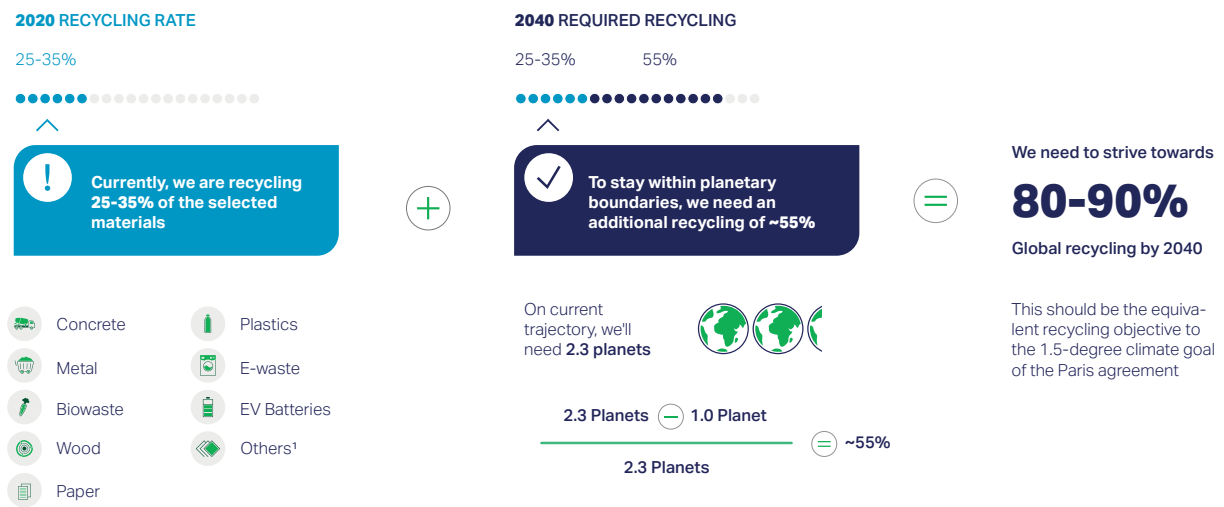 2020 RECYCLING RATE
25-35%
Currently, we are recycling
25-35% of the selected
materials
Concrete
Metal
Biowaste
Wood
Paper
Plastics
E-waste
EV Batteries
Others¹
2040 REQUIRED RECYCLING
25-35% 55%
To stay within planetary
boundaries, we need an
additional recycling of ~55%
On current
trajectory, we'll
need 2.3 planets
2.3 Planets − 1.0 Planet
2.3 Planets
= ~55%
We need to strive towards
80-90%
Global recycling by 2040
This should be the equiva-
lent recycling objective to
the 1.5-degree climate goal
of the Paris agreement